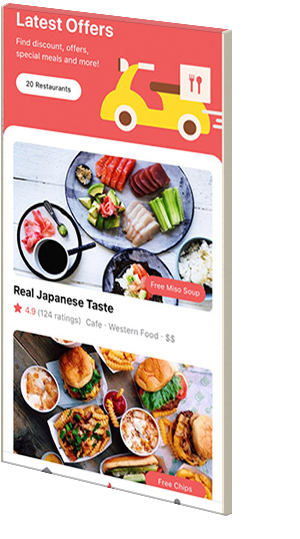 Latest Offers
Find discount, offers,
special meals and more!
20 Restaurants
Free Miso Soup
Real Japanese Taste
4.9 (124 ratings) Cafe · Western Food · $$
Free Chips